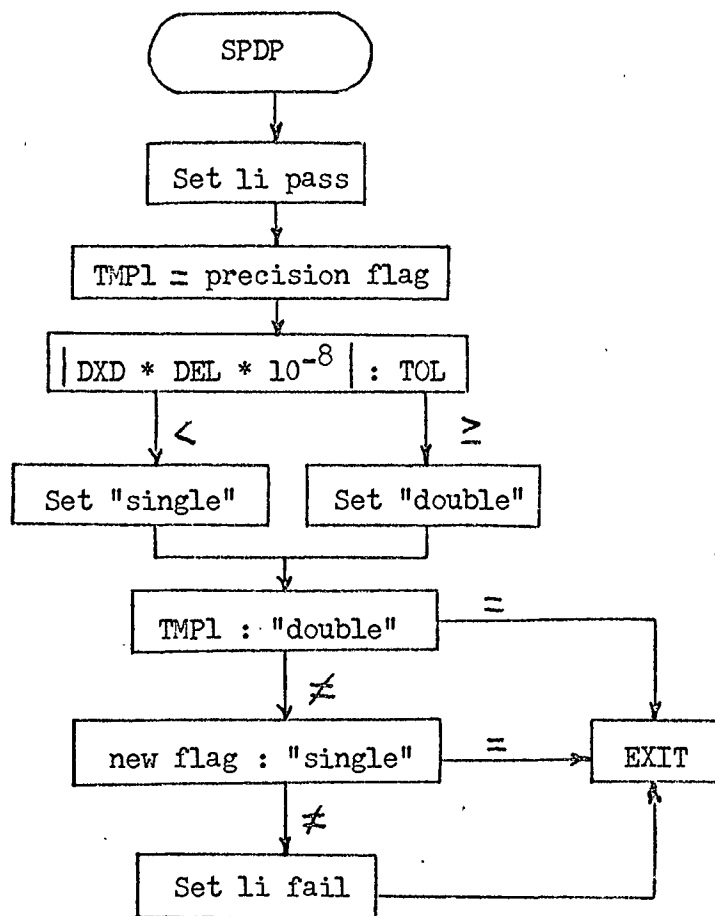 SPDP
Set li pass
TMP1 = precision flag
| DXD * DEL * 10⁻⁸ | : TOL
<
≥
Set "single"
Set "double"
TMP1 : "double"
=
≠
new flag : "single"
=
EXIT
≠
Set li fail